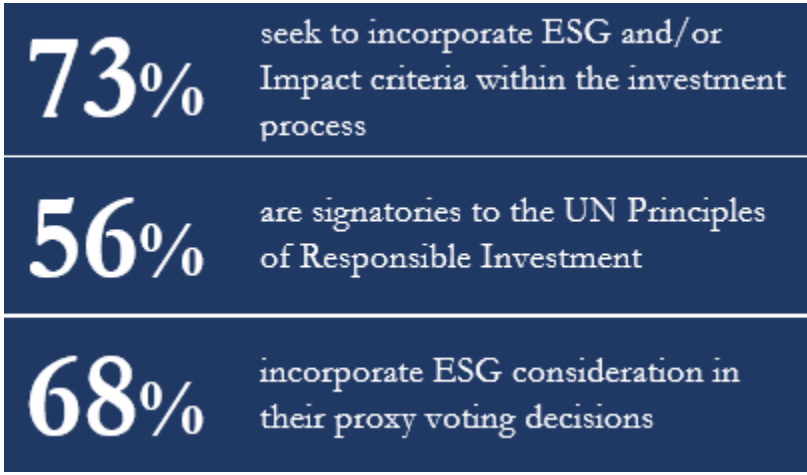 73%
seek to incorporate ESG and/or
Impact criteria within the investment
process
56%
are signatories to the UN Principles
of Responsible Investment
68%
incorporate ESG consideration in
their proxy voting decisions